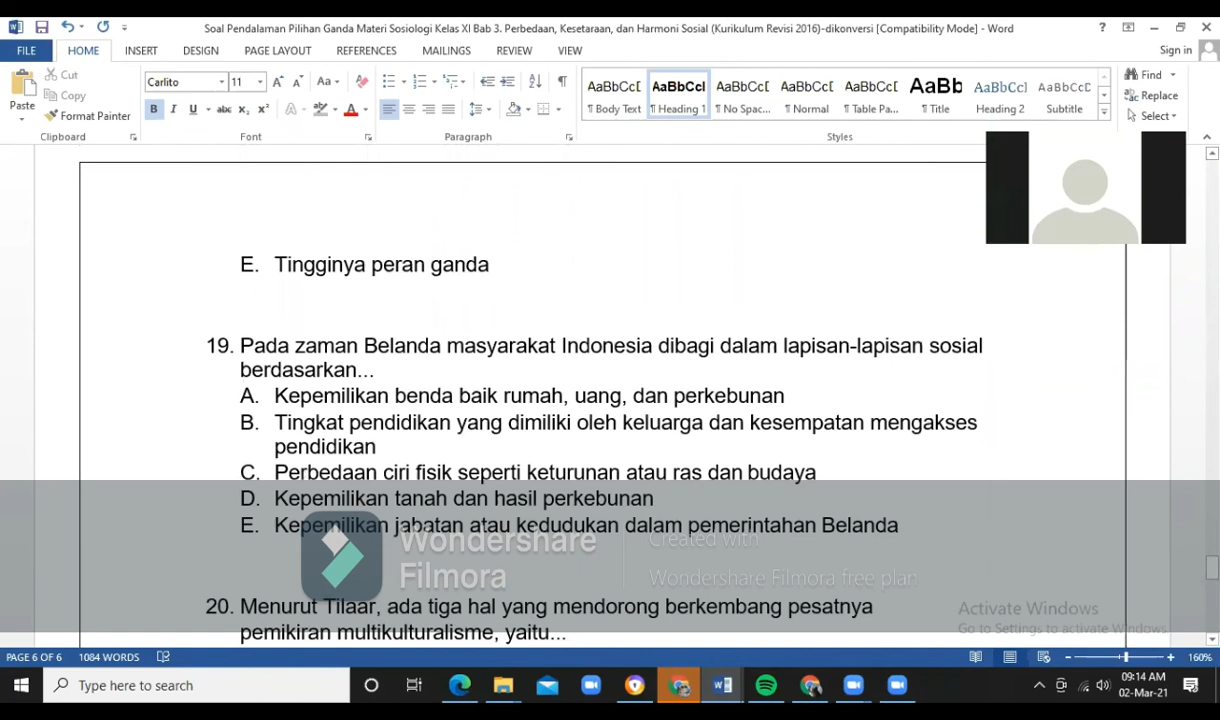 Soal Pendalaman Pilihan Ganda Materi Sosiologi Kelas XI Bab 3. Perbedaan, Kesetaraan, dan Harmoni Sosial (Kurikulum Revisi 2016)-dikonversi [Compatibility Mode] - Word
FILE HOME INSERT DESIGN PAGE LAYOUT REFERENCES MAILINGS REVIEW VIEW Sign in
Cut
Copy
Format Painter
Paste
Carlito 11
AaBbCcD AaBbCcI AaBbCcD AaBbCcD AaBbCcD AaBb AaBbCcI AaBbCcD
¶ Body Text ¶ Heading 1 ¶ No Spac... ¶ Normal ¶ Table Pa... ¶ Title Heading 2 Subtitle
Find
Replace
Select
Clipboard Font Paragraph Styles
E. Tingginya peran ganda
19. Pada zaman Belanda masyarakat Indonesia dibagi dalam lapisan-lapisan sosial
berdasarkan...
A. Kepemilikan benda baik rumah, uang, dan perkebunan
B. Tingkat pendidikan yang dimiliki oleh keluarga dan kesempatan mengakses
pendidikan
C. Perbedaan ciri fisik seperti keturunan atau ras dan budaya
D. Kepemilikan tanah dan hasil perkebunan
E. Kepemilikan jabatan atau kedudukan dalam pemerintahan Belanda
Wondershare
Filmora
Created with
Wondershare Filmora free plan
20. Menurut Tilaar, ada tiga hal yang mendorong berkembang pesatnya
pemikiran multikulturalisme, yaitu...
Activate Windows
Go to Settings to activate Windows.
PAGE 6 OF 6 1084 WORDS 160%
Type here to search
09:14 AM
02-Mar-21